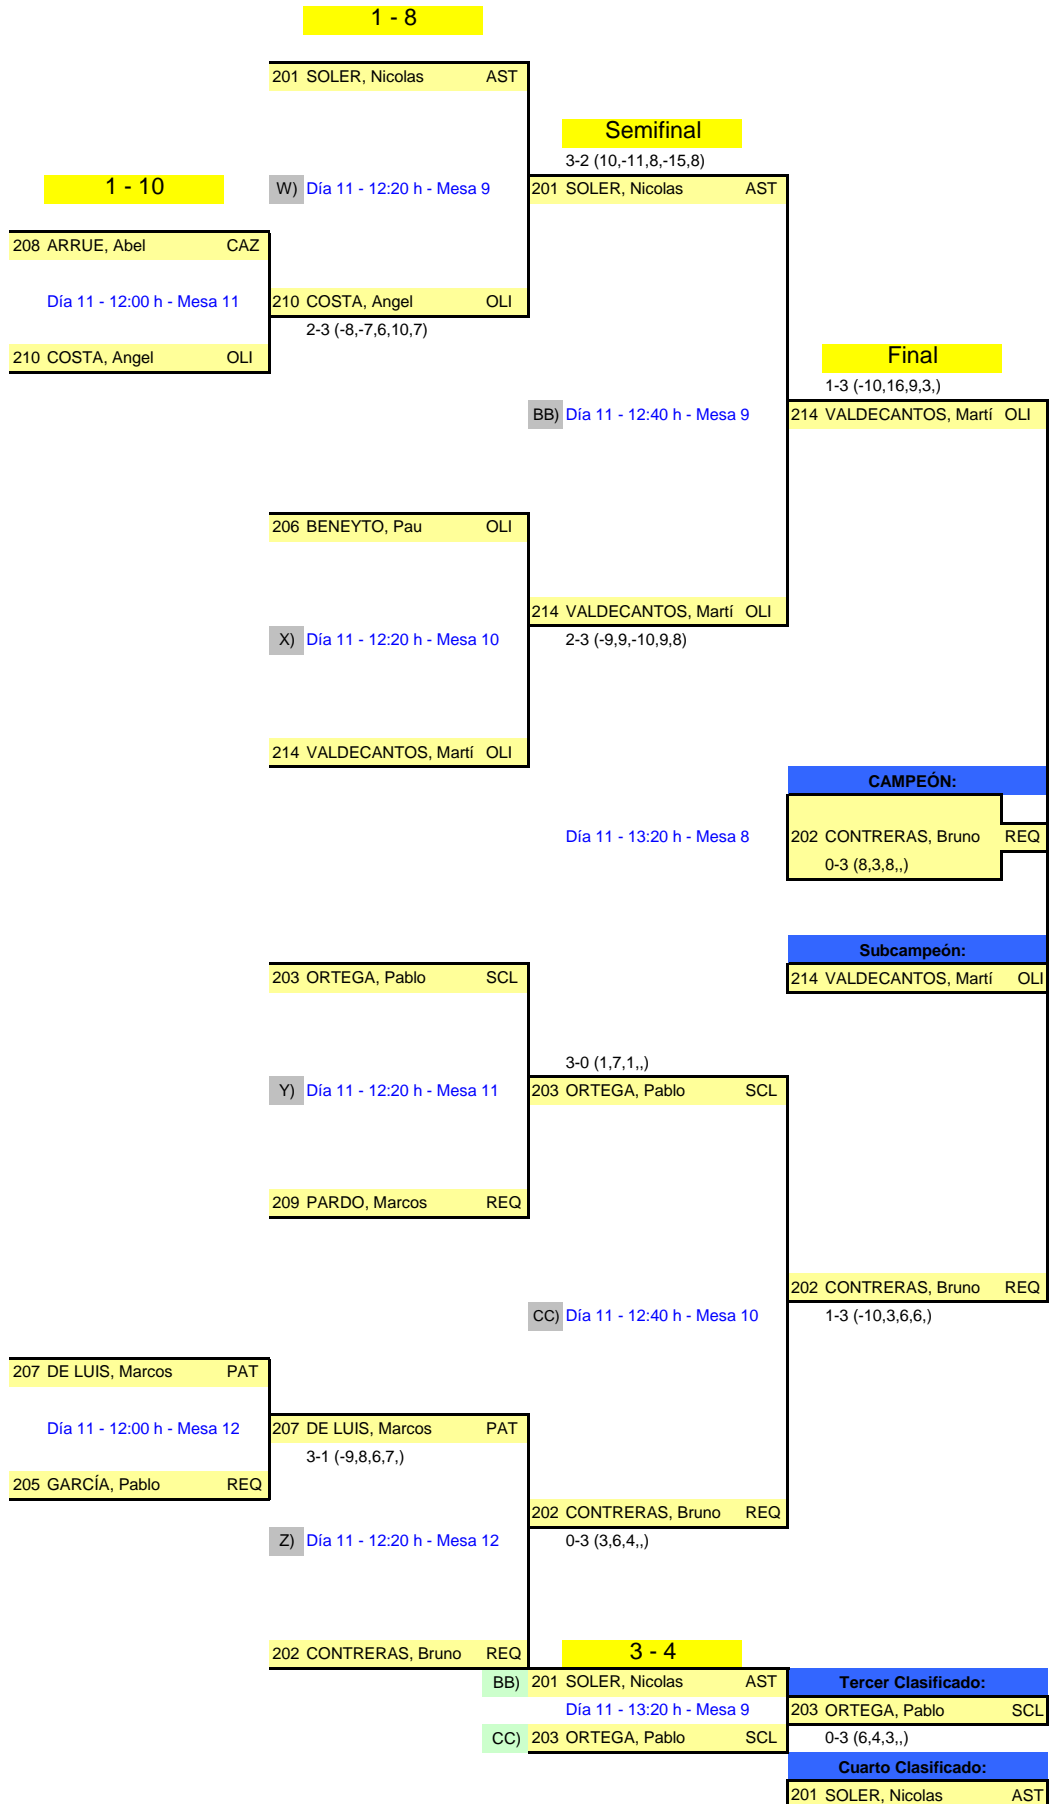 1 - 8
201 SOLER, Nicolas AST
Semifinal
3-2 (10,-11,8,-15,8)
1 - 10
W) Día 11 - 12:20 h - Mesa 9
201 SOLER, Nicolas AST
208 ARRUE, Abel CAZ
Día 11 - 12:00 h - Mesa 11
210 COSTA, Angel OLI
2-3 (-8,-7,6,10,7)
210 COSTA, Angel OLI
Final
1-3 (-10,16,9,3,)
BB) Día 11 - 12:40 h - Mesa 9
214 VALDECANTOS, Martí OLI
206 BENEYTO, Pau OLI
214 VALDECANTOS, Martí OLI
X) Día 11 - 12:20 h - Mesa 10
2-3 (-9,9,-10,9,8)
214 VALDECANTOS, Martí OLI
CAMPEÓN:
Día 11 - 13:20 h - Mesa 8
202 CONTRERAS, Bruno REQ
0-3 (8,3,8,,)
Subcampeón:
203 ORTEGA, Pablo SCL
214 VALDECANTOS, Martí OLI
3-0 (1,7,1,,)
Y) Día 11 - 12:20 h - Mesa 11
203 ORTEGA, Pablo SCL
209 PARDO, Marcos REQ
202 CONTRERAS, Bruno REQ
CC) Día 11 - 12:40 h - Mesa 10
1-3 (-10,3,6,6,)
207 DE LUIS, Marcos PAT
Día 11 - 12:00 h - Mesa 12
207 DE LUIS, Marcos PAT
3-1 (-9,8,6,7,)
205 GARCÍA, Pablo REQ
202 CONTRERAS, Bruno REQ
Z) Día 11 - 12:20 h - Mesa 12
0-3 (3,6,4,,)
202 CONTRERAS, Bruno REQ
3 - 4
BB) 201 SOLER, Nicolas AST
Tercer Clasificado:
Día 11 - 13:20 h - Mesa 9
203 ORTEGA, Pablo SCL
CC) 203 ORTEGA, Pablo SCL
0-3 (6,4,3,,)
Cuarto Clasificado:
201 SOLER, Nicolas AST